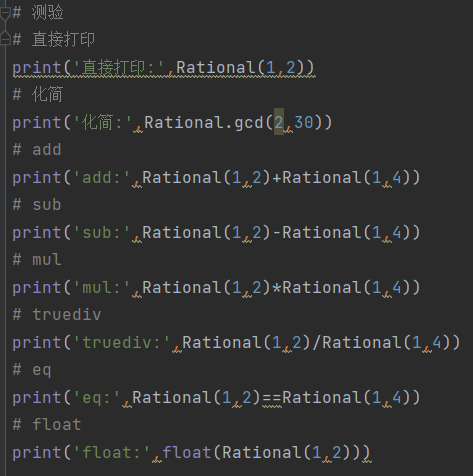 # 测验
# 直接打印
print('直接打印:',Rational(1,2))
# 化简
print('化简:',Rational.gcd(2,30))
# add
print('add:',Rational(1,2)+Rational(1,4))
# sub
print('sub:',Rational(1,2)-Rational(1,4))
# mul
print('mul:',Rational(1,2)*Rational(1,4))
# truediv
print('truediv:',Rational(1,2)/Rational(1,4))
# eq
print('eq:',Rational(1,2)==Rational(1,4))
# float
print('float:',float(Rational(1,2)))